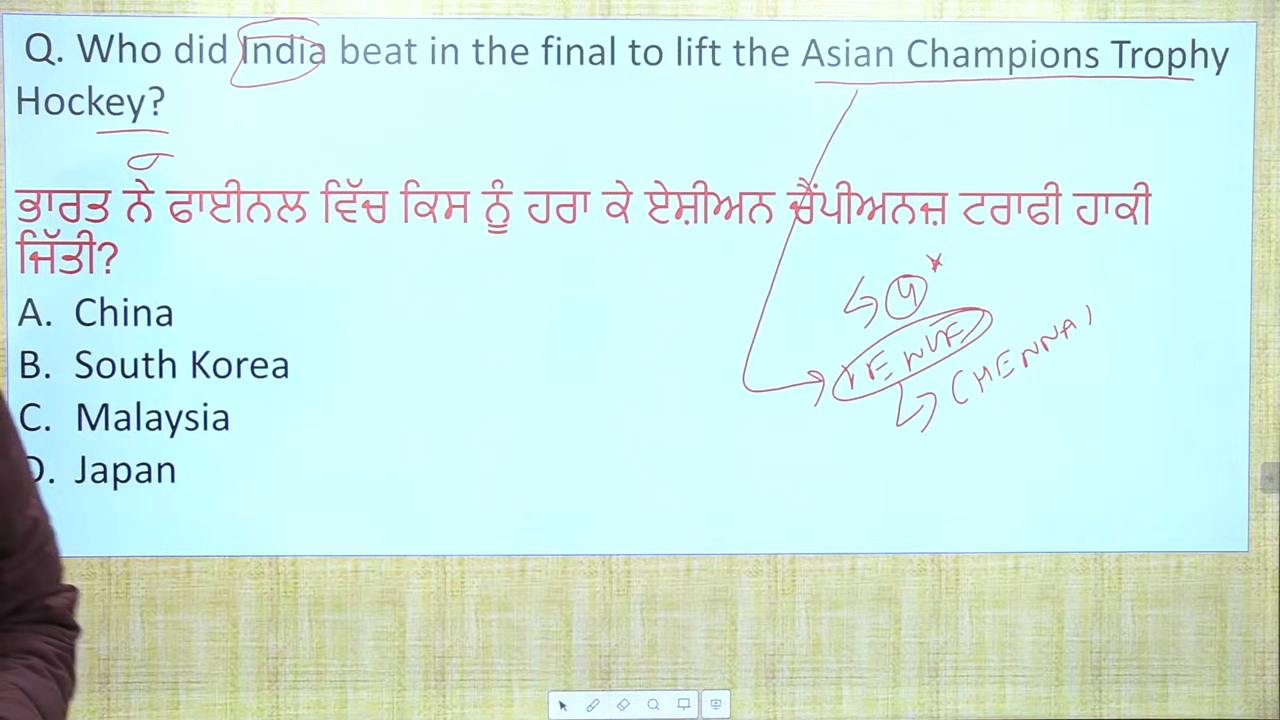 Q. Who did India beat in the final to lift the Asian Champions Trophy
Hockey?
ਭਾਰਤ ਨੇ ਫਾਈਨਲ ਵਿੱਚ ਕਿਸ ਨੂੰ ਹਰਾ ਕੇ ਏਸ਼ੀਅਨ ਚੈਂਪੀਅਨਜ਼ ਟਰਾਫੀ ਹਾਕੀ
ਜਿੱਤੀ?
VENUE
CHENNAI
A. China
B. South Korea
C. Malaysia
D. Japan